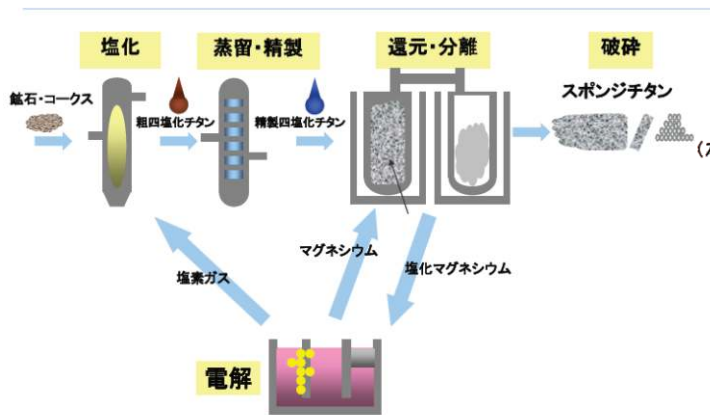 塩化
蒸留・精製
還元・分離
破砕
鉱石・コークス
粗四塩化チタン
精製四塩化チタン
スポンジチタン
塩素ガス
マグネシウム
塩化マグネシウム
電解